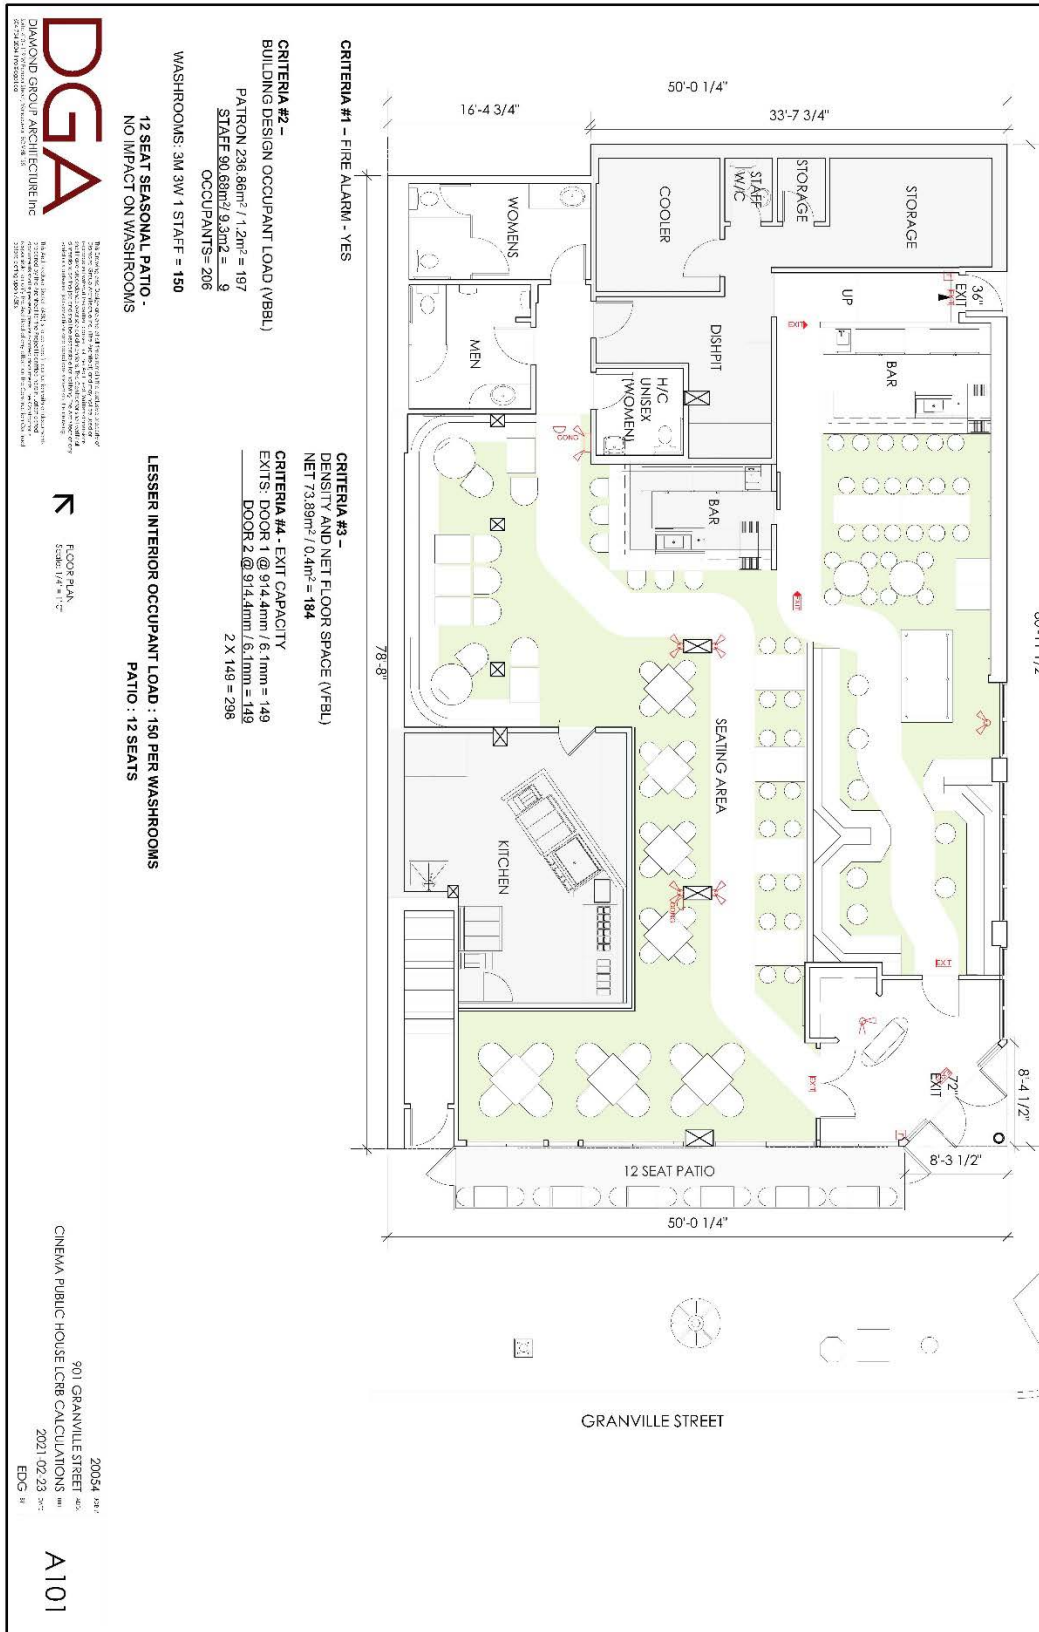 50'-0 1/4"
16'-4 3/4"
33'-7 3/4"
WOMENS
COOLER
STAFF
W/C
STORAGE
STORAGE
UP
36"
EXIT
EXIT
MEN
DISHPIT
H/C
UNISEX
(WOMEN)
BAR
GONG
BAR
EXIT
78'-8"
SEATING AREA
KITCHEN
GONG
EXIT
EXIT
72"
EXIT
8'-4 1/2"
8'-3 1/2"
12 SEAT PATIO
50'-0 1/4"
GRANVILLE STREET
CRITERIA #1 – FIRE ALARM - YES
CRITERIA #2 –
BUILDING DESIGN OCCUPANT LOAD (VBBL)
PATRON 236.86m² / 1.2m² = 197
STAFF 90.68m²/ 9.3m2 = 9
OCCUPANTS= 206
WASHROOMS: 3M 3W 1 STAFF = 150
12 SEAT SEASONAL PATIO -
NO IMPACT ON WASHROOMS
CRITERIA #3 –
DENSITY AND NET FLOOR SPACE (VFBL)
NET 73.89m² / 0.4m² = 184
CRITERIA #4 - EXIT CAPACITY
EXITS: DOOR 1 @ 914.4mm / 6.1mm = 149
DOOR 2 @ 914.4mm / 6.1mm = 149
2 X 149 = 298
LESSER INTERIOR OCCUPANT LOAD : 150 PER WASHROOMS
PATIO : 12 SEATS
DGA
DIAMOND GROUP ARCHITECTURE Inc
FLOOR PLAN
Scale: 1/4" = 1'-0"
20054
901 GRANVILLE STREET
CINEMA PUBLIC HOUSE LCRB CALCULATIONS
2021-02-23
EDG
A101